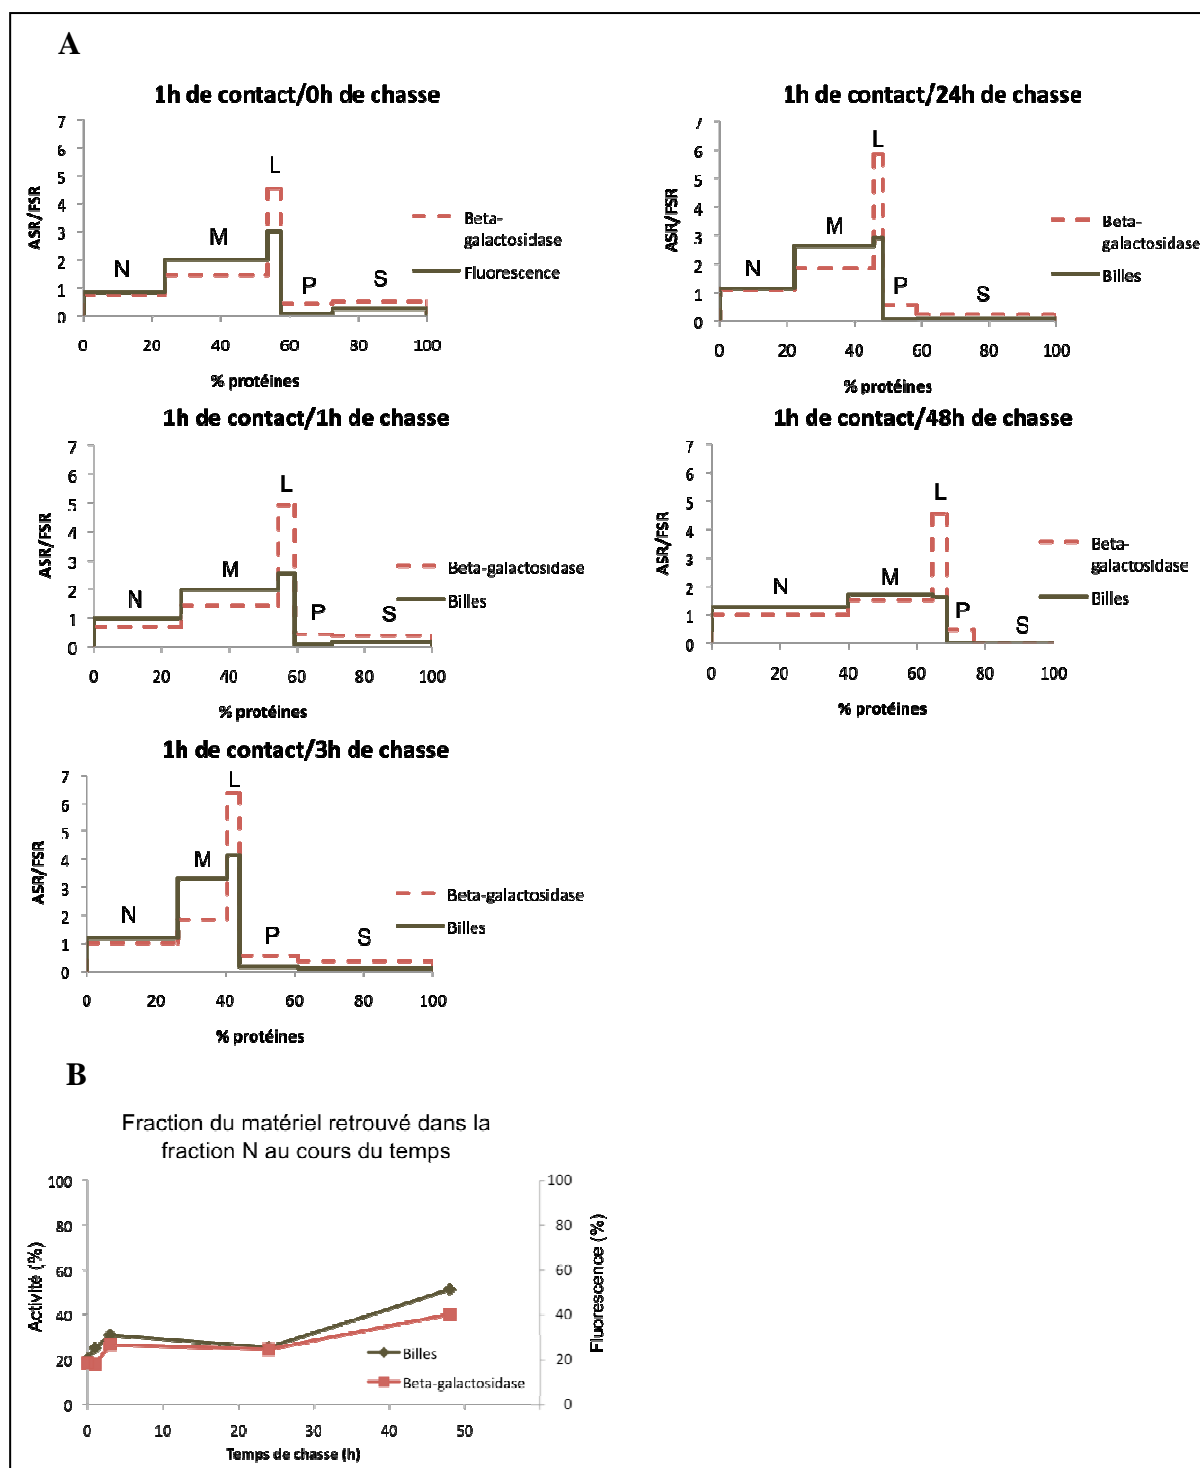 A
1h de contact/0h de chasse
ASR/FSR
7
6
5
4
3
2
1
0
N
M
L
P
S
0 20 40 60 80 100
% protéines
Beta-
galactosidase
Fluorescence
1h de contact/24h de chasse
ASR/FSR
7
6
5
4
3
2
1
0
N
M
L
P
S
0 20 40 60 80 100
% protéines
Beta-
galactosidase
Billes
1h de contact/1h de chasse
ASR/FSR
7
6
5
4
3
2
1
0
N
M
L
P
S
0 20 40 60 80 100
% protéines
Beta-galactosidase
Billes
1h de contact/48h de chasse
ASR/FSR
7
6
5
4
3
2
1
0
N
M
L
P
S
0 20 40 60 80 100
% protéines
Beta-
galactosidase
Billes
1h de contact/3h de chasse
ASR/FSR
7
6
5
4
3
2
1
0
N
M
L
P
S
0 20 40 60 80 100
% protéines
Beta-galactosidase
Billes
B
Fraction du matériel retrouvé dans la
fraction N au cours du temps
Activité (%)
100
80
60
40
20
0
0 10 20 30 40 50
Temps de chasse (h)
100
80
60
40
20
0
Fluorescence (%)
Billes
Beta-galactosidase